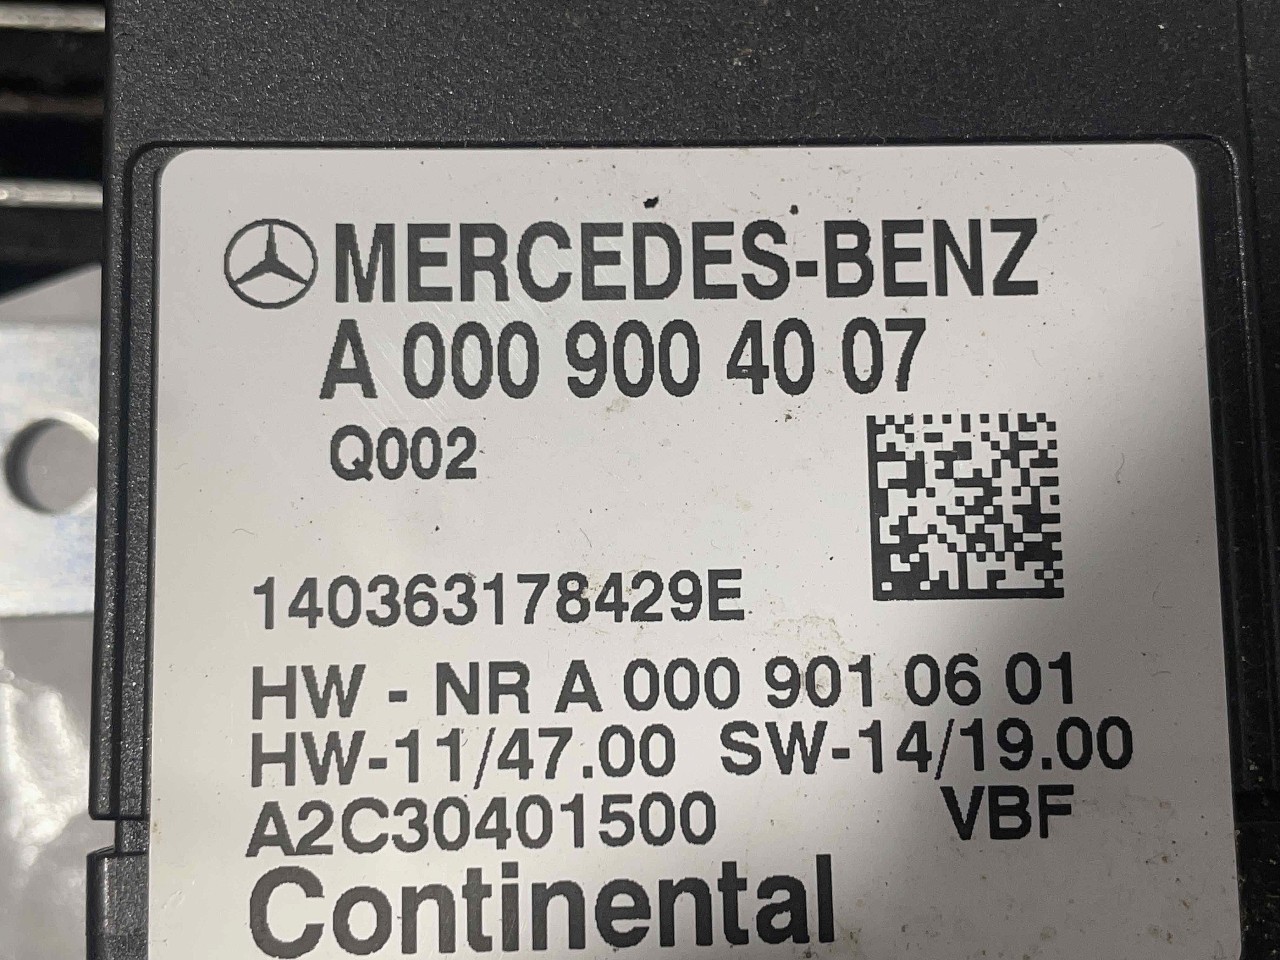 MERCEDES-BENZ
A 000 900 40 07
Q002
140363178429E
HW - NR A 000 901 06 01
HW-11/47.00 SW-14/19.00
A2C30401500 VBF
Continental